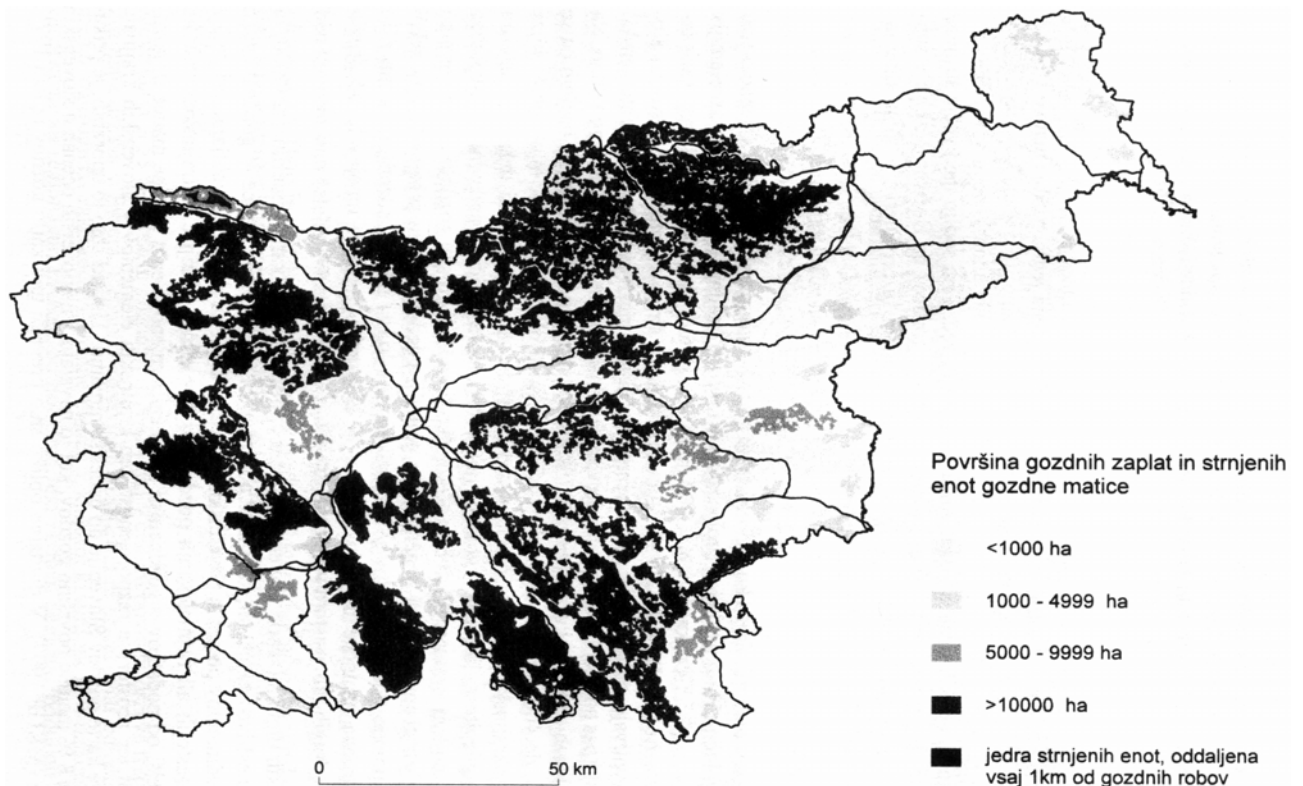 Površina gozdnih zaplat in strnjenih
enot gozdne matice
<1000 ha
1000 - 4999 ha
5000 - 9999 ha
>10000 ha
jedra strnjenih enot, oddaljena
vsaj 1km od gozdnih robov
0 50 km